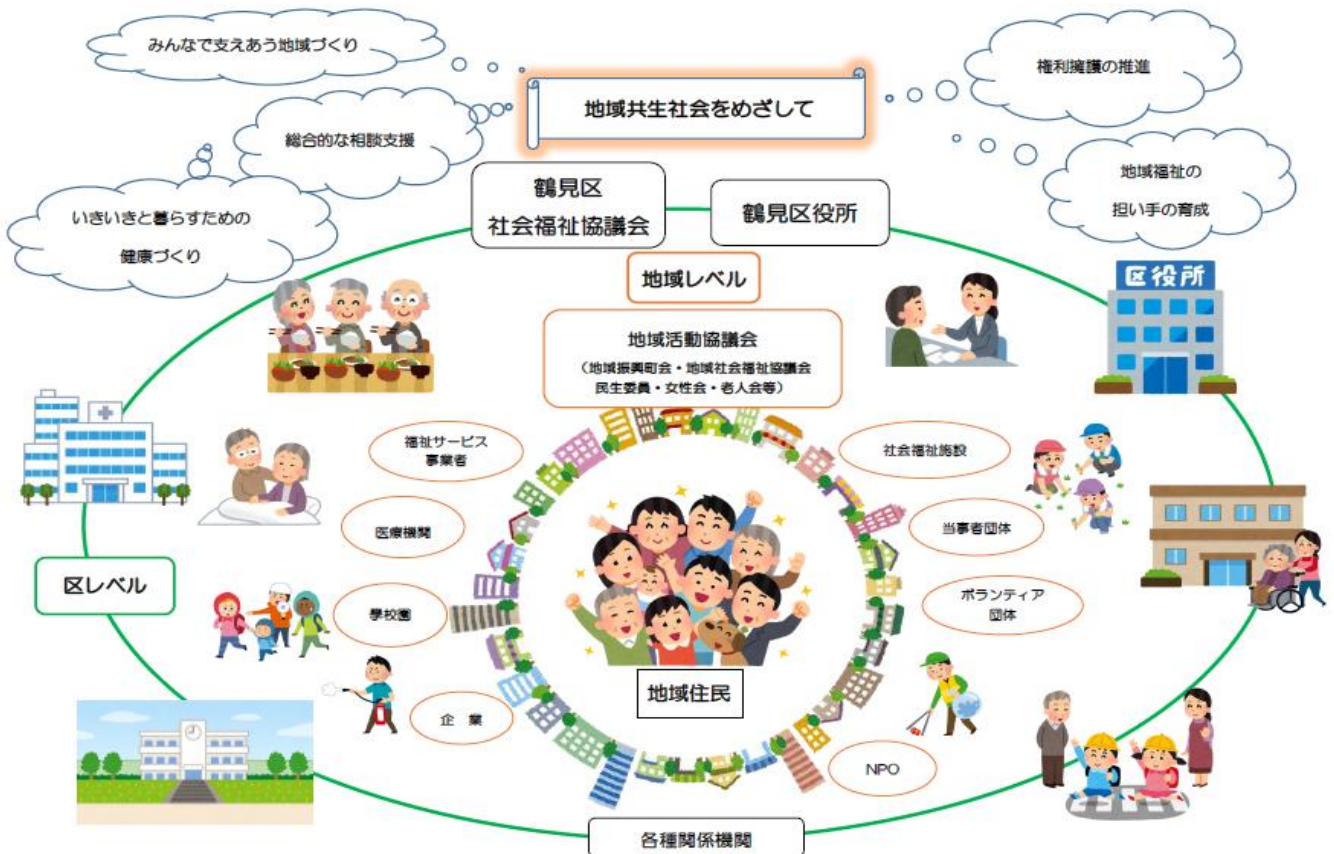 みんなで支えあう地域づくり
地域共生社会をめざして
権利擁護の推進
総合的な相談支援
地域福祉の
担い手の育成
いきいきと暮らすための
健康づくり
鶴見区
社会福祉協議会
鶴見区役所
地域レベル
区役所
地域活動協議会
（地域振興町会・地域社会福祉協議会
民生委員・女性会・老人会等）
福祉サービス
事業者
社会福祉施設
医療機関
当事者団体
区レベル
学校園
ボランティア
団体
地域住民
企　業
NPO
各種関係機関